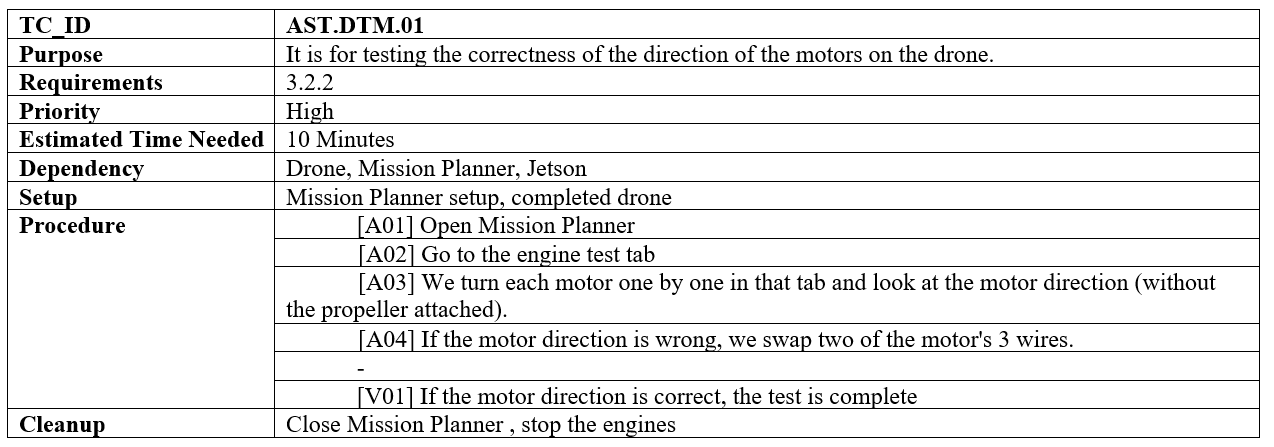 TC_ID AST.DTM.01
Purpose It is for testing the correctness of the direction of the motors on the drone.
Requirements 3.2.2
Priority High
Estimated Time Needed 10 Minutes
Dependency Drone, Mission Planner, Jetson
Setup Mission Planner setup, completed drone
Procedure [A01] Open Mission Planner
[A02] Go to the engine test tab
[A03] We turn each motor one by one in that tab and look at the motor direction (without
the propeller attached).
[A04] If the motor direction is wrong, we swap two of the motor's 3 wires.
-
[V01] If the motor direction is correct, the test is complete
Cleanup Close Mission Planner , stop the engines